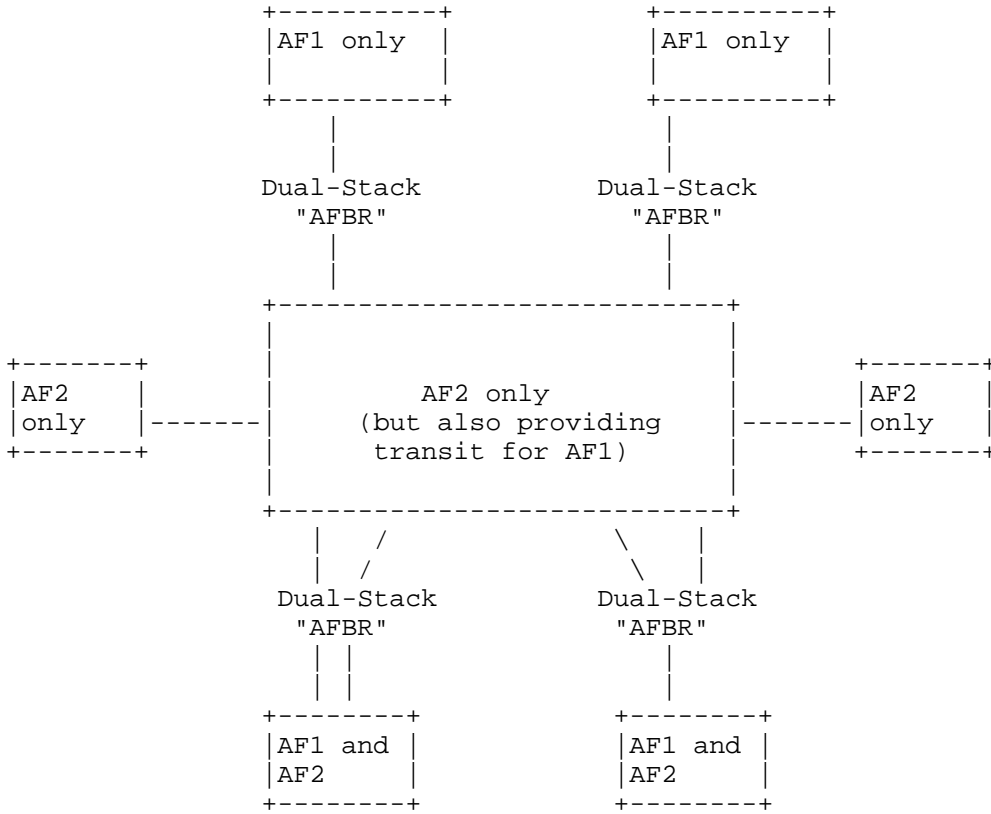 AF1 only AF1 only
Dual-Stack Dual-Stack
"AFBR" "AFBR"
AF2 AF2 only AF2
only (but also providing only
transit for AF1)
Dual-Stack Dual-Stack
"AFBR" "AFBR"
AF1 and AF1 and
AF2 AF2